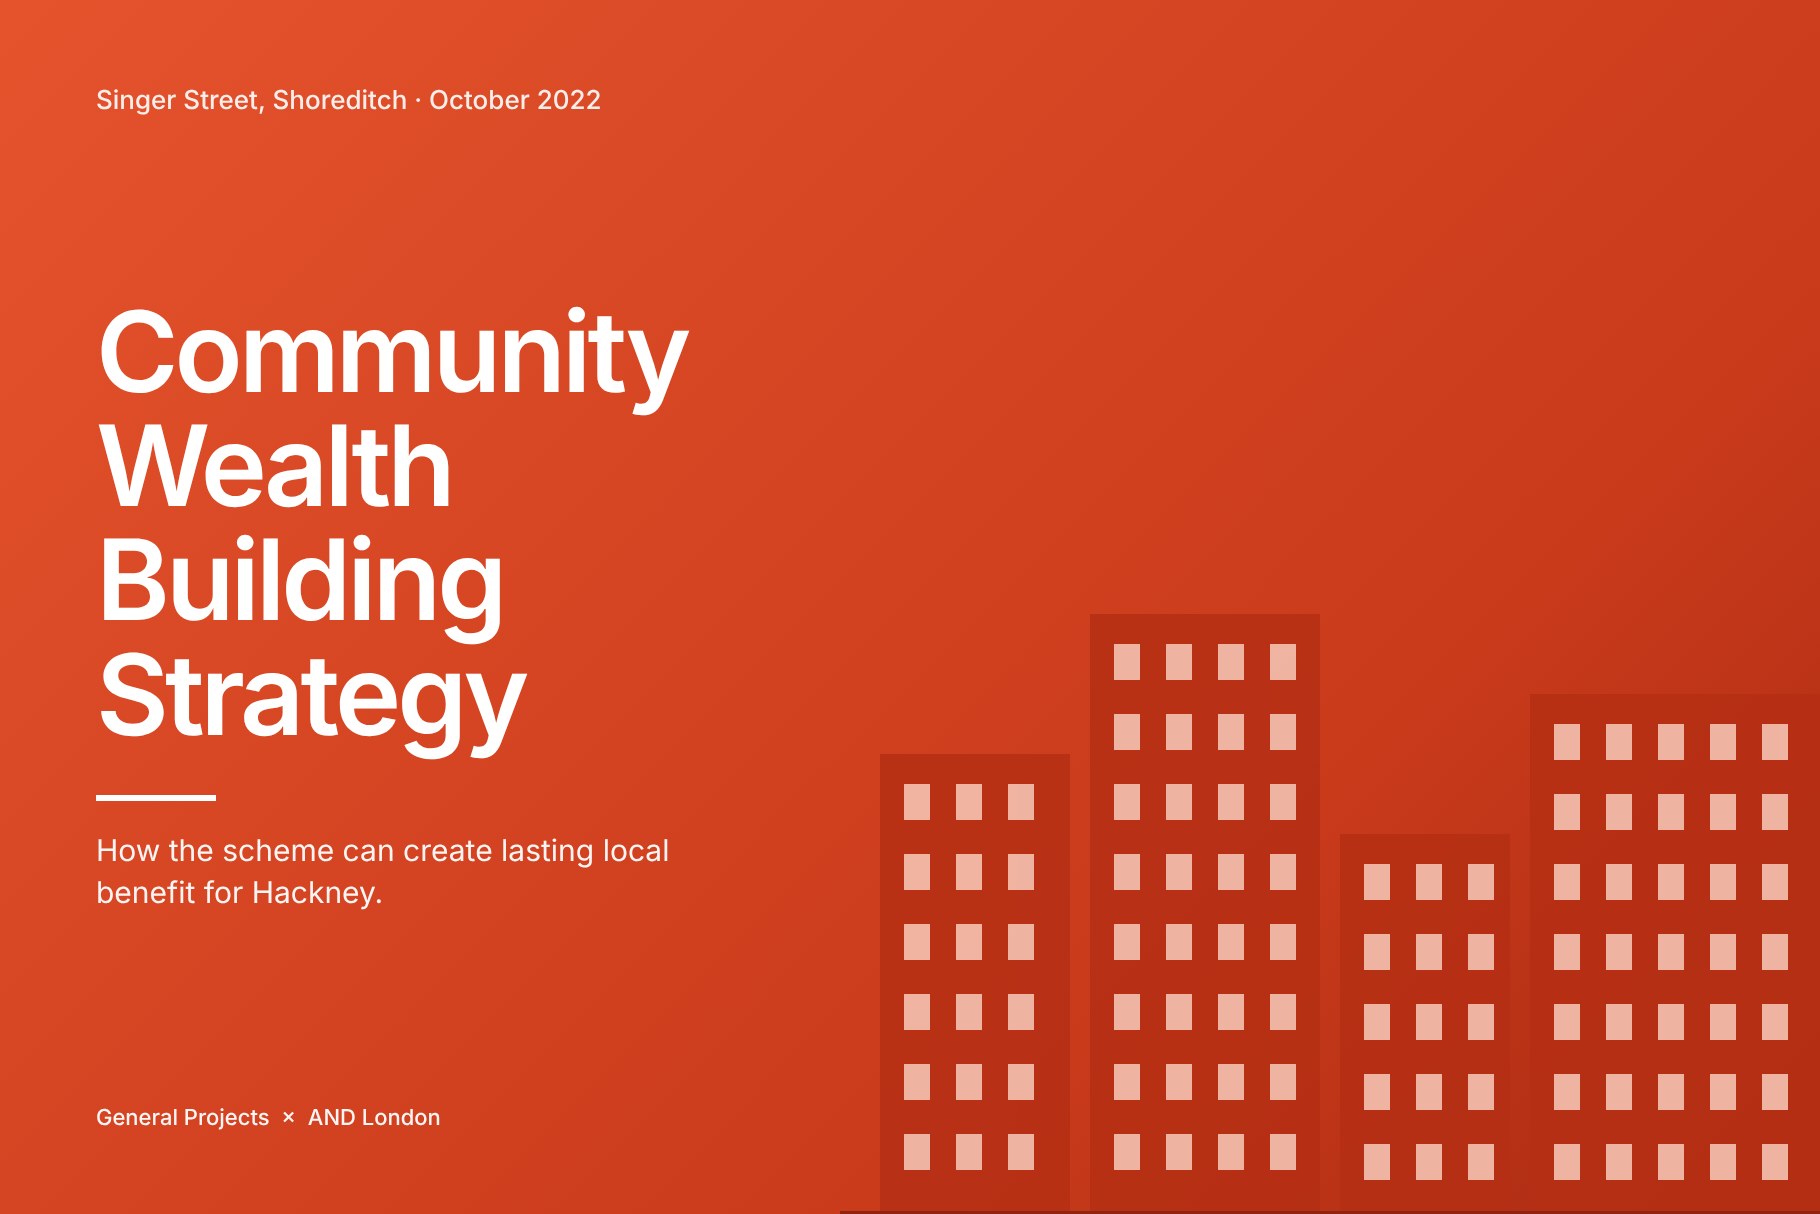 Singer Street, Shoreditch · October 2022
Community
Wealth
Building
Strategy
How the scheme can create lasting local
benefit for Hackney.
General Projects × AND London